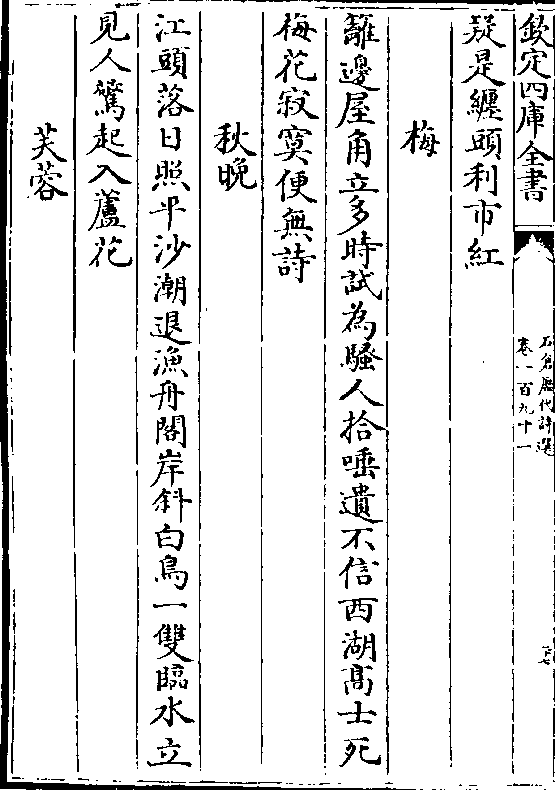 欽定四庫全書
石倉歷代詩選
卷一百九十一
疑是纏頭利市紅
梅
籬邊屋角立多時試為騷人拾唾遺不信西湖髙士死
梅花寂寞便無詩
秋晚
江頭落日照平沙潮退漁舟閣岸斜白鳥一雙臨水立
見人驚起入蘆花
芙蓉